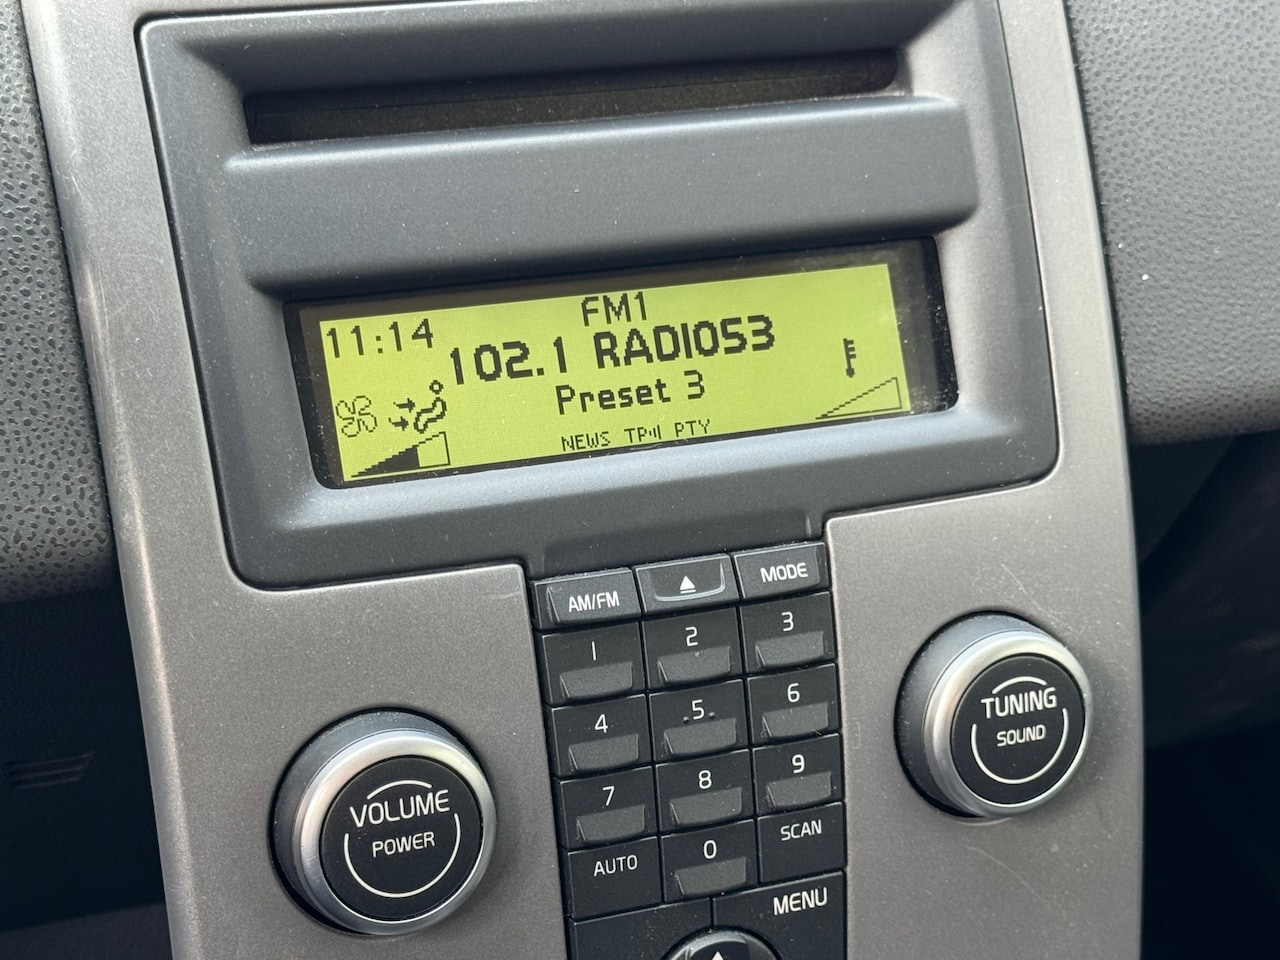 FM1
11:14
102.1 RADIOS3
Preset 3
NEWS TP PTY
AM/FM
MODE
1 2 3
4 5 6
7 8 9
AUTO 0 SCAN
MENU
VOLUME
POWER
TUNING
SOUND